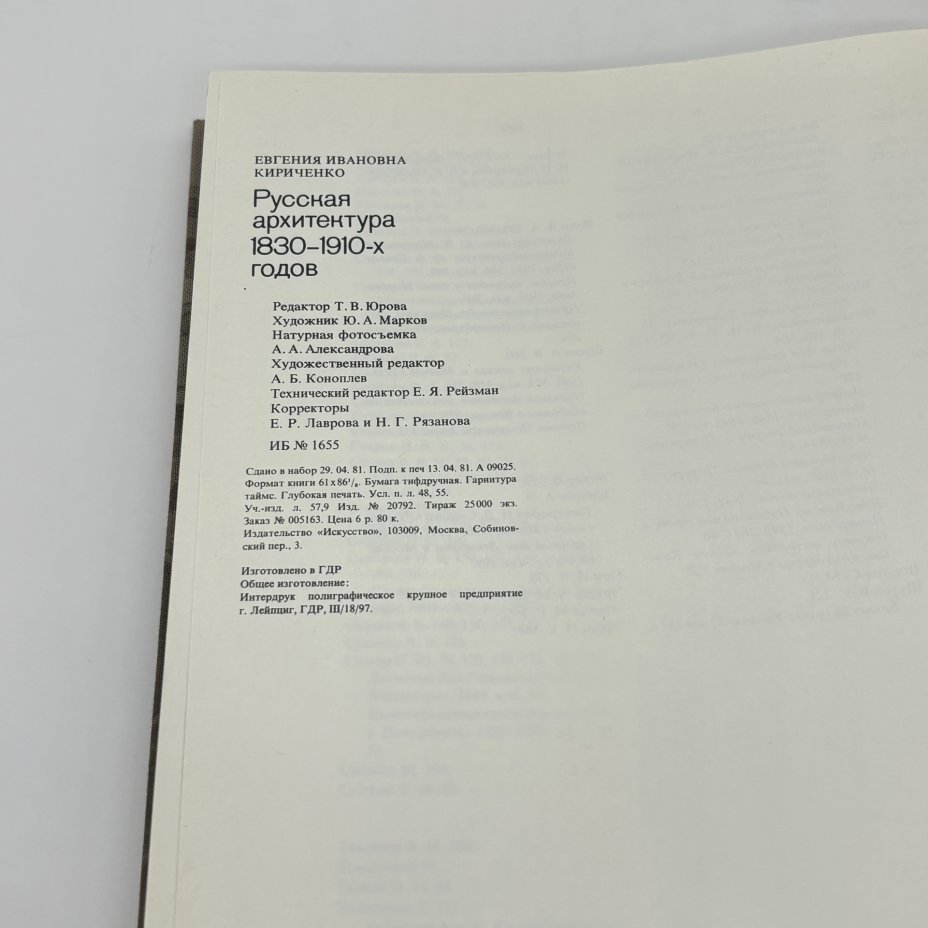 ЕВГЕНИЯ ИВАНОВНА
КИРИЧЕНКО
Русская
архитектура
1830–1910-х
годов
Редактор Т. В. Юрова
Художник Ю. А. Марков
Натурная фотосъемка
А. А. Александрова
Художественный редактор
А. Б. Коноплев
Технический редактор Е. Я. Рейзман
Корректоры
Е. Р. Лаврова и Н. Г. Рязанова
ИБ № 1655
Сдано в набор 29. 04. 81. Подп. к печ 13. 04. 81. А 09025.
Формат книги 61 х 86¹/₈. Бумага тифдручная. Гарнитура
таймс. Глубокая печать. Усл. п. л. 48, 55.
Уч.-изд. л. 57,9 Изд. № 20792. Тираж 25000 экз.
Заказ № 005163. Цена 6 р. 80 к.
Издательство «Искусство», 103009, Москва, Собинов-
ский пер., 3.
Изготовлено в ГДР
Общее изготовление:
Интердрук полиграфическое крупное предприятие
г. Лейпциг, ГДР, III/18/97.